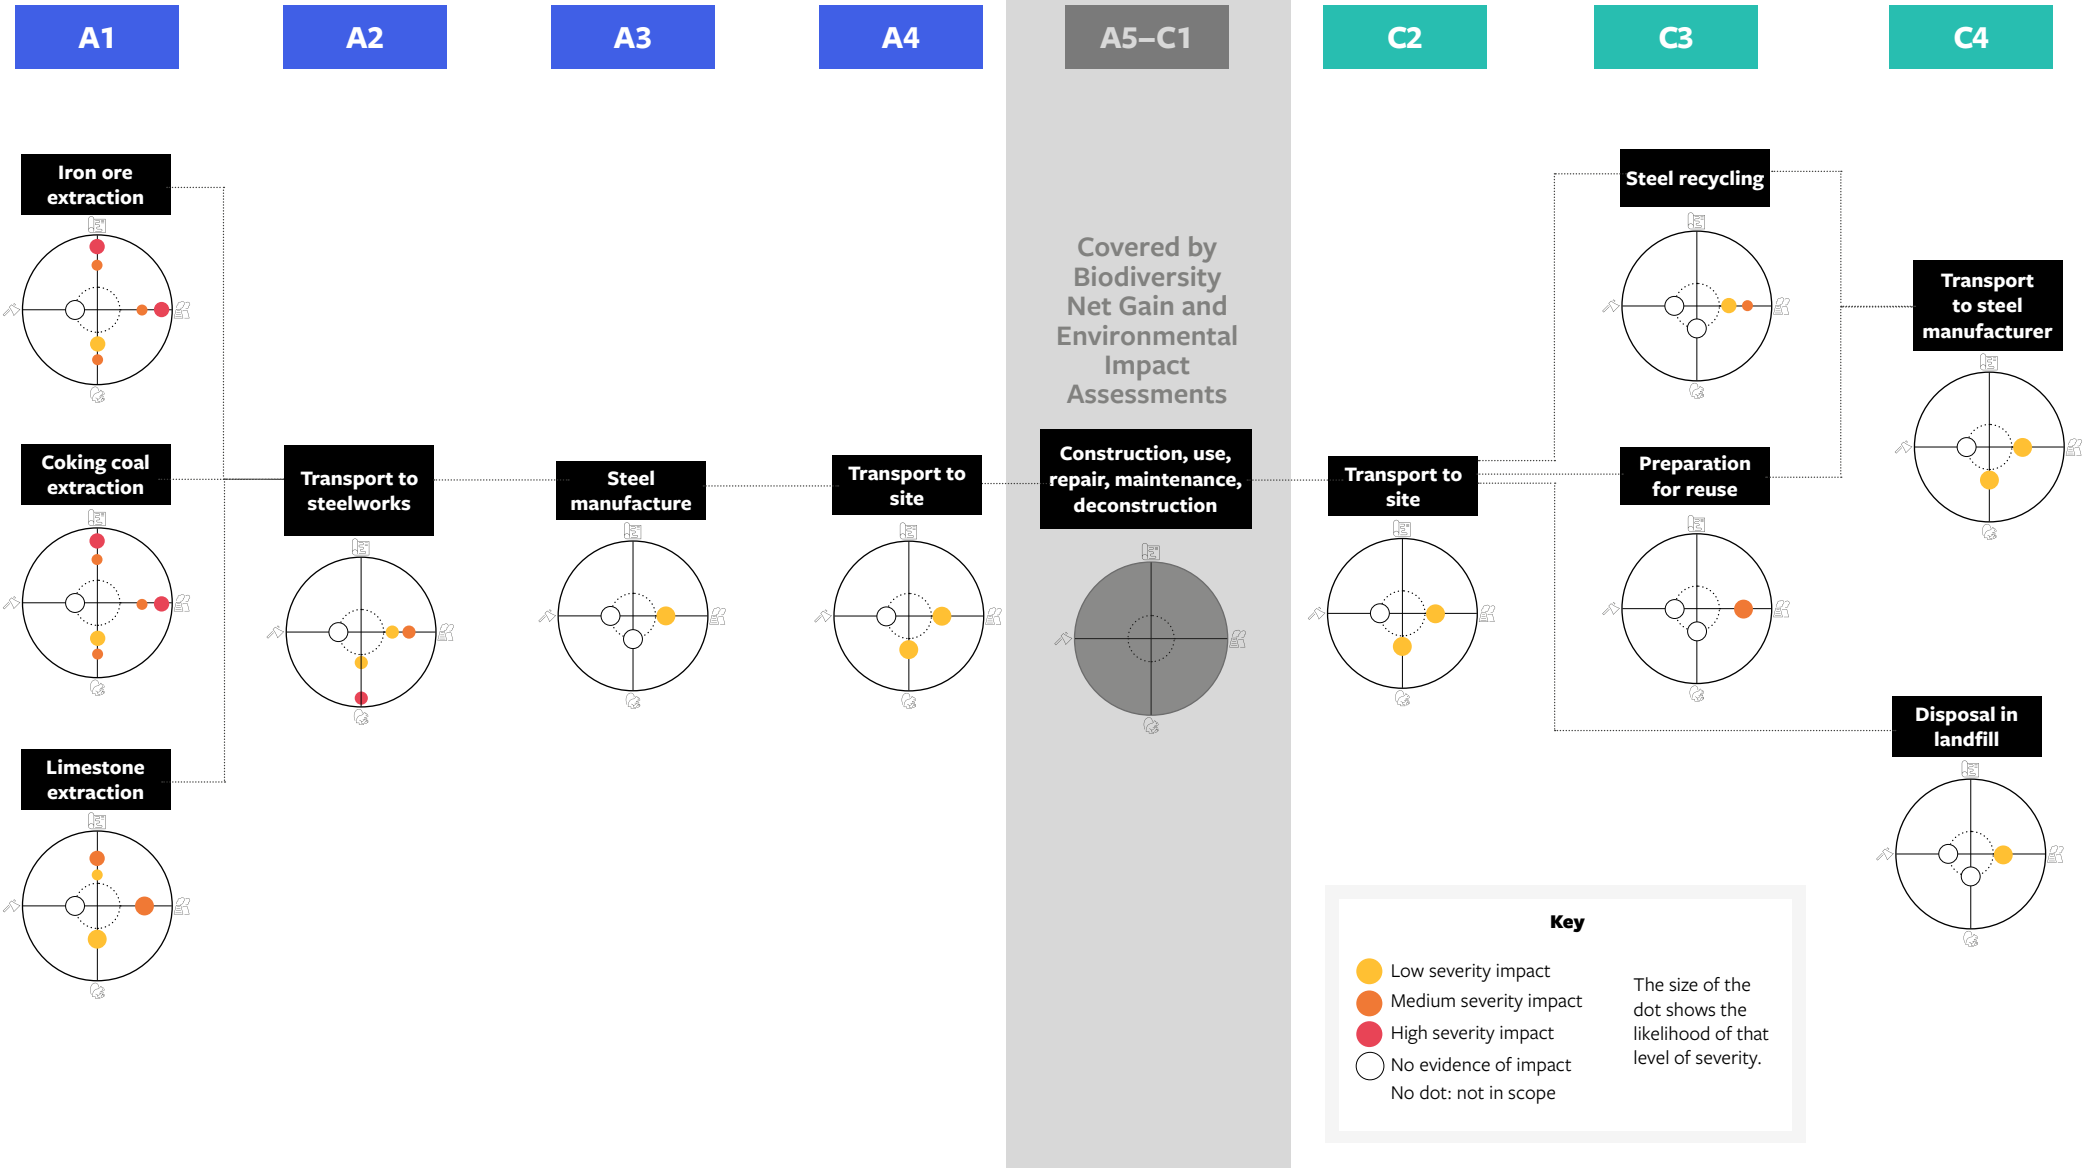 A1
A2
A3
A4
A5–C1
C2
C3
C4
Iron ore
extraction
Coking coal
extraction
Limestone
extraction
Transport to
steelworks
Steel
manufacture
Transport to
site
Covered by
Biodiversity
Net Gain and
Environmental
Impact
Assessments
Construction, use,
repair, maintenance,
deconstruction
Transport to
site
Steel recycling
Preparation
for reuse
Transport
to steel
manufacturer
Disposal in
landfill
Key
Low severity impact
Medium severity impact
High severity impact
No evidence of impact
No dot: not in scope
The size of the
dot shows the
likelihood of that
level of severity.